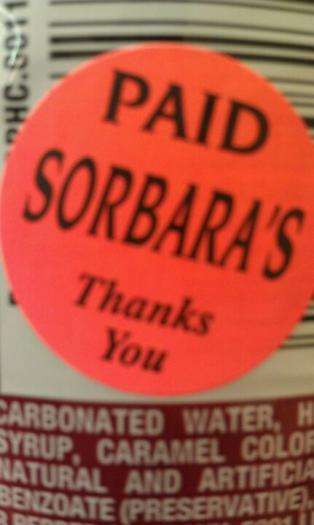 PAID
SORBARA'S
Thanks
You
CARBONATED WATER,
SYRUP, CARAMEL COLOR
NATURAL AND ARTIFICIA
BENZOATE (PRESERVATIVE)